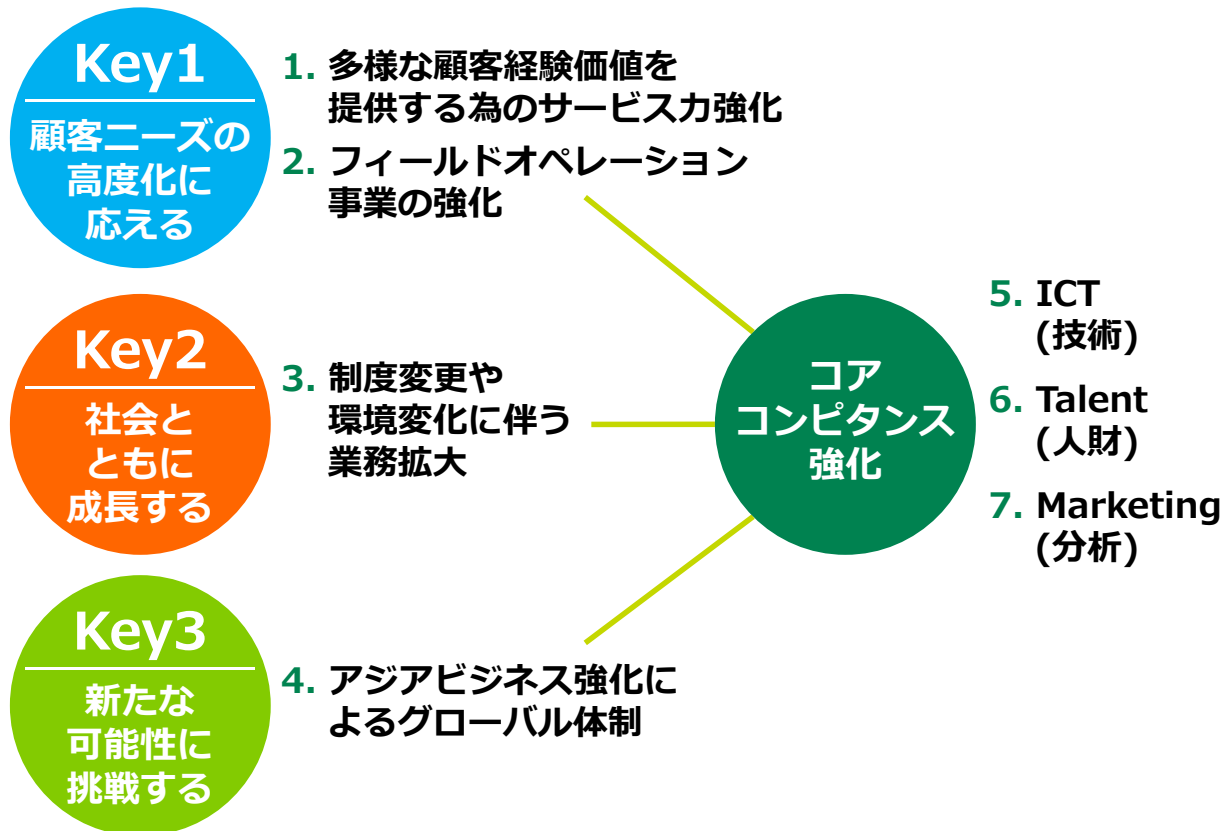 Key1
顧客ニーズの
高度化に
応える
1. 多様な顧客経験価値を
提供する為のサービス力強化
2. フィールドオペレーション
事業の強化
Key2
社会と
ともに
成長する
3. 制度変更や
環境変化に伴う
業務拡大
Key3
新たな
可能性に
挑戦する
4. アジアビジネス強化に
よるグローバル体制
コア
コンピタンス
強化
5. ICT
(技術)
6. Talent
(人財)
7. Marketing
(分析)